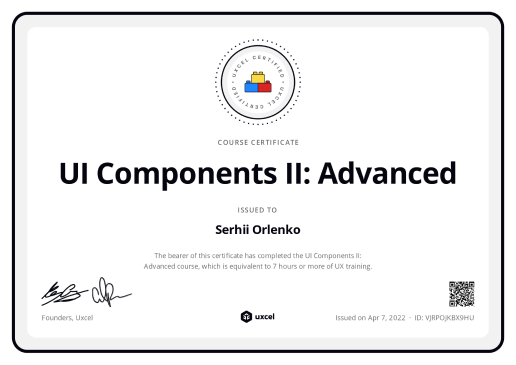 UXCEL CERTIFIED • UXCEL CERTIFIED •
COURSE CERTIFICATE
UI Components II: Advanced
ISSUED TO
Serhii Orlenko
The bearer of this certificate has completed the UI Components II:
Advanced course, which is equivalent to 7 hours or more of UX training.
Founders, Uxcel
uxcel
Issued on Apr 7, 2022 · ID: VJRPOJKBX9HU